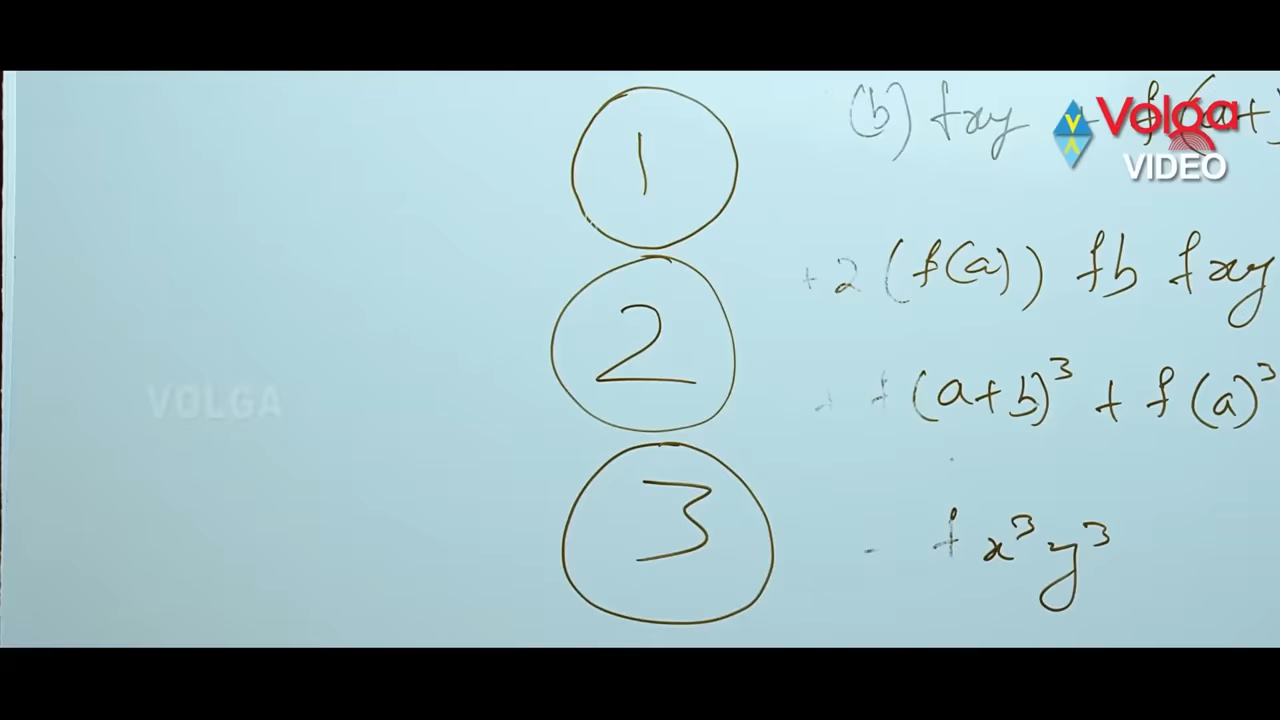 1
2
3
(b) fxy + f(a+
+2 (f(a)) fb fxy
+ f (a+b)³ + f(a)³
- f x³y³
Volga
VIDEO
VOLGA